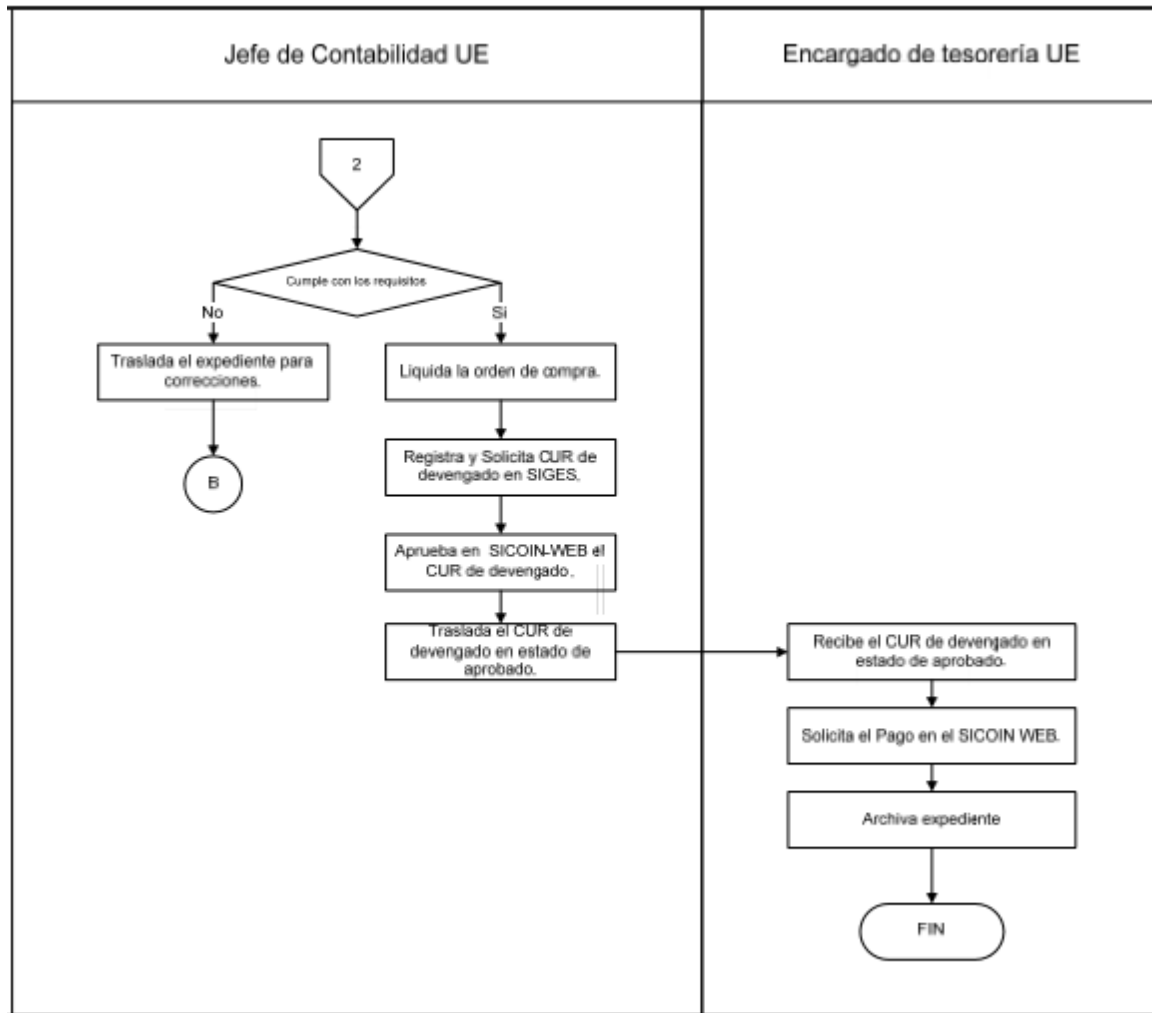 Jefe de Contabilidad UE
Encargado de tesorería UE
2
Cumple con los requisitos
No
Si
Traslada el expediente para
correcciones.
Liquida la orden de compra.
B
Registra y Solicita CUR de
devengado en SIGES.
Aprueba en SICOIN-WEB el
CUR de devengado.
Traslada el CUR de
devengado en estado de
aprobado.
Recibe el CUR de devengado en
estado de aprobado.
Solicita el Pago en el SICOIN WEB.
Archiva expediente
FIN